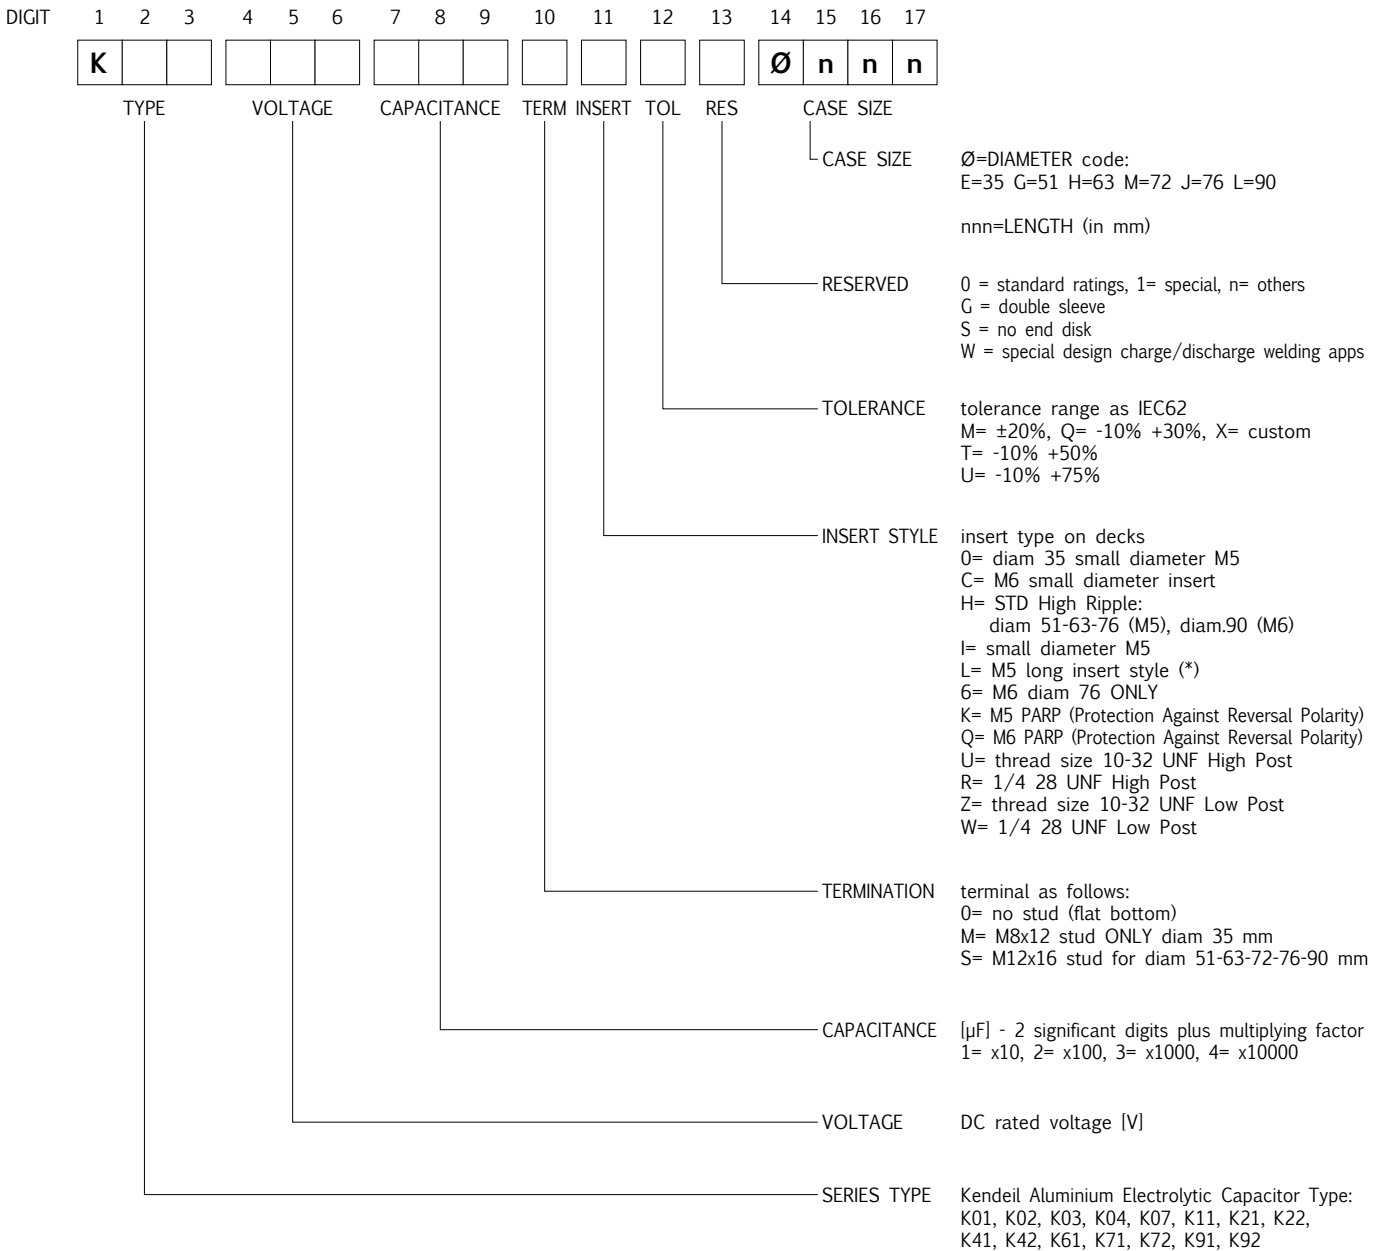 DIGIT 1 2 3 4 5 6 7 8 9 10 11 12 13 14 15 16 17
K Ø n n n
TYPE VOLTAGE CAPACITANCE TERM INSERT TOL RES CASE SIZE
CASE SIZE Ø=DIAMETER code:
E=35 G=51 H=63 M=72 J=76 L=90
nnn=LENGTH (in mm)
RESERVED 0 = standard ratings, 1= special, n= others
G = double sleeve
S = no end disk
W = special design charge/discharge welding apps
TOLERANCE tolerance range as IEC62
M= ±20%, Q= -10% +30%, X= custom
T= -10% +50%
U= -10% +75%
INSERT STYLE insert type on decks
0= diam 35 small diameter M5
C= M6 small diameter insert
H= STD High Ripple:
diam 51-63-76 (M5), diam.90 (M6)
I= small diameter M5
L= M5 long insert style (*)
6= M6 diam 76 ONLY
K= M5 PARP (Protection Against Reversal Polarity)
Q= M6 PARP (Protection Against Reversal Polarity)
U= thread size 10-32 UNF High Post
R= 1/4 28 UNF High Post
Z= thread size 10-32 UNF Low Post
W= 1/4 28 UNF Low Post
TERMINATION terminal as follows:
0= no stud (flat bottom)
M= M8x12 stud ONLY diam 35 mm
S= M12x16 stud for diam 51-63-72-76-90 mm
CAPACITANCE [µF] - 2 significant digits plus multiplying factor
1= x10, 2= x100, 3= x1000, 4= x10000
VOLTAGE DC rated voltage [V]
SERIES TYPE Kendeil Aluminium Electrolytic Capacitor Type:
K01, K02, K03, K04, K07, K11, K21, K22,
K41, K42, K61, K71, K72, K91, K92